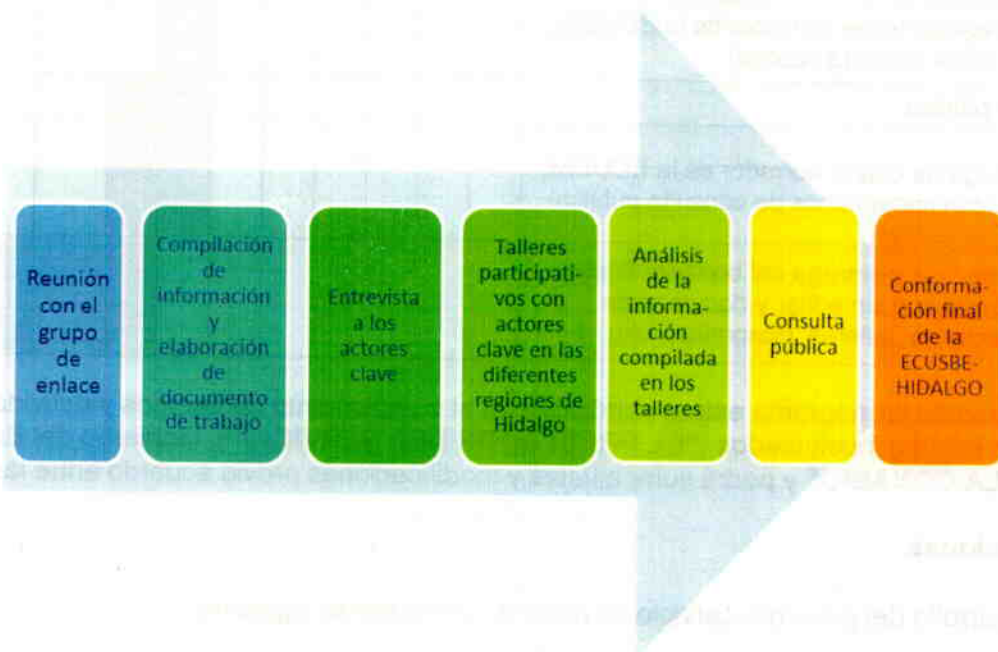 Reunión
con el
grupo
de
enlace
Compilación
de
información
y
elaboración
de
documento
de trabajo
Entrevista
a los
actores
clave
Talleres
participati-
vos con
actores
clave en las
diferentes
regiones de
Hidalgo
Análisis
de la
informa-
ción
compilada
en los
talleres
Consulta
pública
Conforma-
ción final
de la
ECUSBE-
HIDALGO